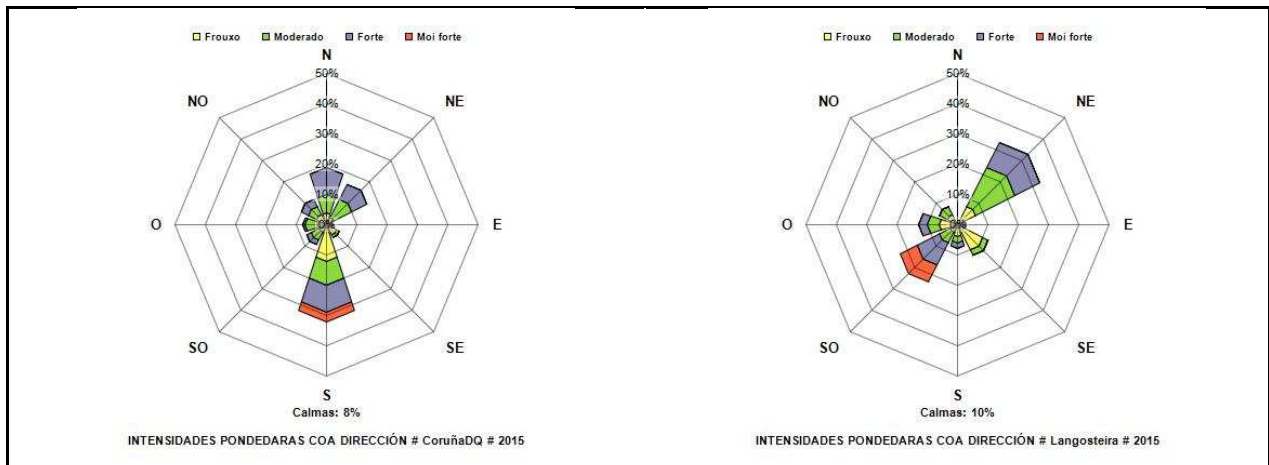 Frouxo Moderado Forte Moi forte
N
50%
NO NE
40%
30%
20%
10%
O 0% E
SO SE
S
Calmas: 8%
INTENSIDADES PONDEDARAS COA DIRECCIÓN # CoruñaDQ # 2015
Frouxo Moderado Forte Moi forte
N
50%
NO NE
40%
30%
20%
10%
O 0% E
SO SE
S
Calmas: 10%
INTENSIDADES PONDEDARAS COA DIRECCIÓN # Langosteira # 2015